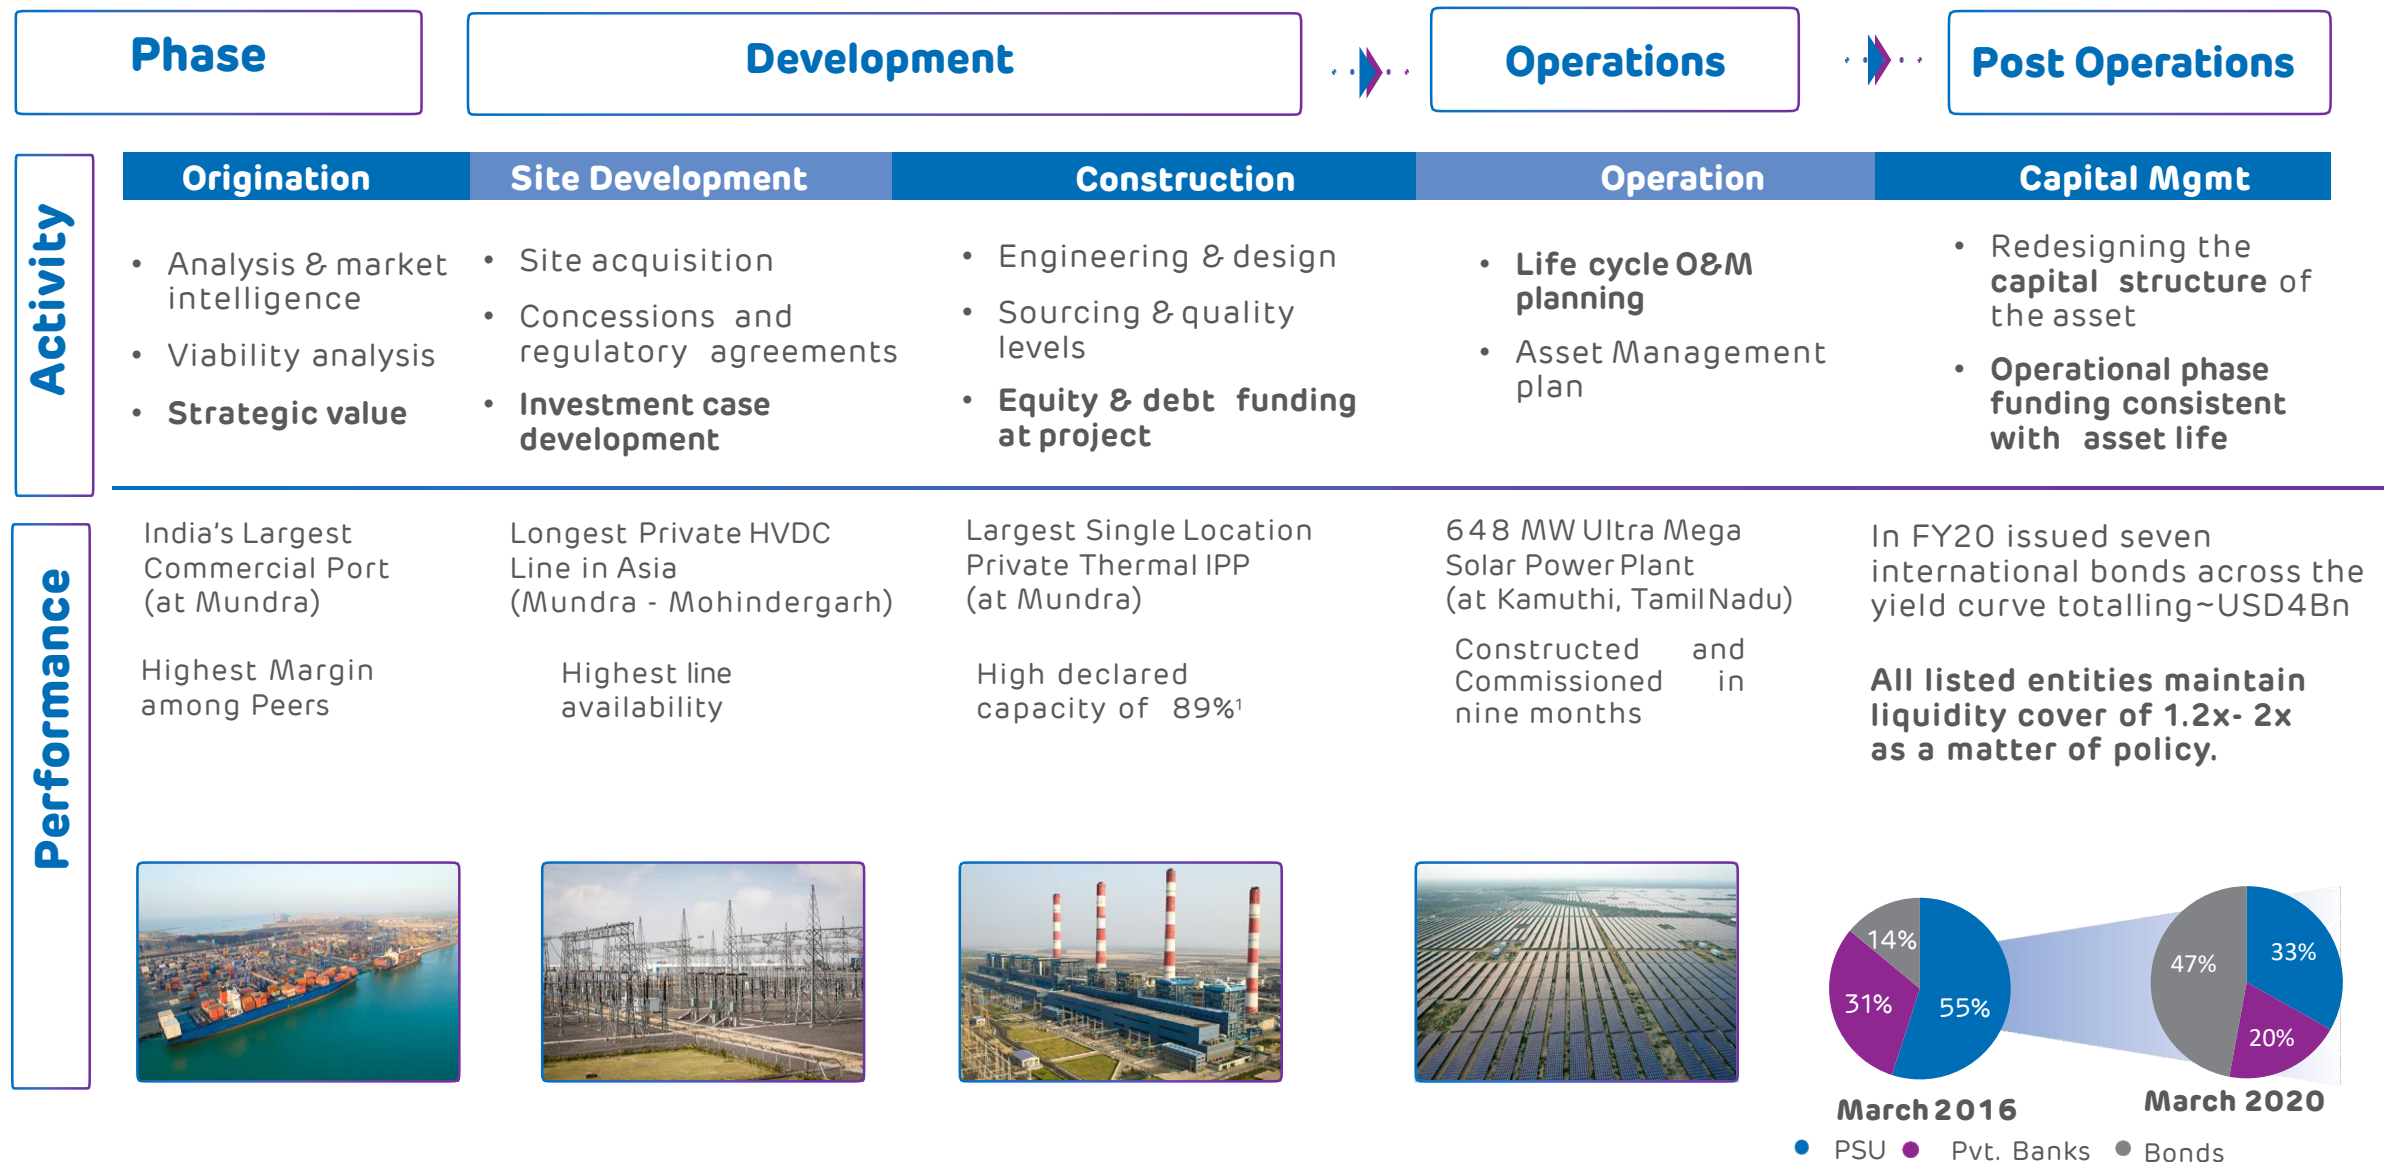 Phase
Development
Operations
Post Operations
Activity
Origination
Site Development
Construction
Operation
Capital Mgmt
• Analysis & market
intelligence
• Viability analysis
• Strategic value
• Site acquisition
• Concessions and
regulatory agreements
• Investment case
development
• Engineering & design
• Sourcing & quality
levels
• Equity & debt funding
at project
• Life cycle O&M
planning
• Asset Management
plan
• Redesigning the
capital structure of
the asset
• Operational phase
funding consistent
with asset life
Performance
India's Largest
Commercial Port
(at Mundra)
Highest Margin
among Peers
Longest Private HVDC
Line in Asia
(Mundra - Mohindergarh)
Highest line
availability
Largest Single Location
Private Thermal IPP
(at Mundra)
High declared
capacity of 89%¹
648 MW Ultra Mega
Solar Power Plant
(at Kamuthi, TamilNadu)
Constructed and
Commissioned in
nine months
In FY20 issued seven
international bonds across the
yield curve totalling~USD4Bn
All listed entities maintain
liquidity cover of 1.2x- 2x
as a matter of policy.
14%
31%
55%
March 2016
47%
33%
20%
March 2020
PSU
Pvt. Banks
Bonds